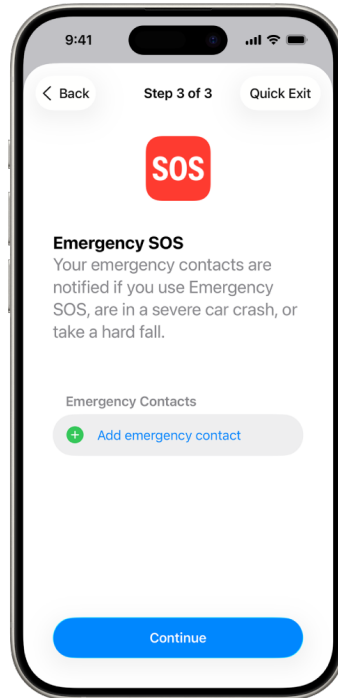 9:41
Back
Step 3 of 3
Quick Exit
SOS
Emergency SOS
Your emergency contacts are
notified if you use Emergency
SOS, are in a severe car crash, or
take a hard fall.
Emergency Contacts
Add emergency contact
Continue